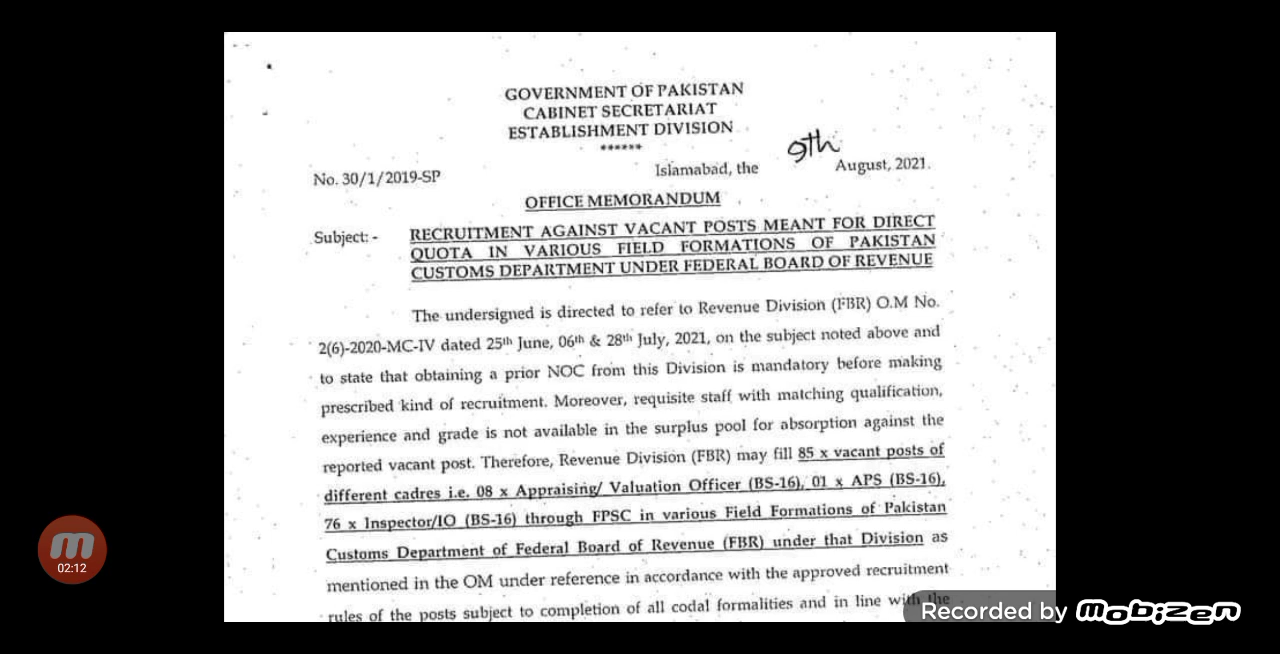 GOVERNMENT OF PAKISTAN
CABINET SECRETARIAT
ESTABLISHMENT DIVISION
******
No. 30/1/2019-SP
Islamabad, the 9th August, 2021.
OFFICE MEMORANDUM
Subject: - RECRUITMENT AGAINST VACANT POSTS MEANT FOR DIRECT
QUOTA IN VARIOUS FIELD FORMATIONS OF PAKISTAN
CUSTOMS DEPARTMENT UNDER FEDERAL BOARD OF REVENUE
The undersigned is directed to refer to Revenue Division (FBR) O.M No.
2(6)-2020-MC-IV dated 25th June, 06th & 28th July, 2021, on the subject noted above and
to state that obtaining a prior NOC from this Division is mandatory before making
prescribed kind of recruitment. Moreover, requisite staff with matching qualification,
experience and grade is not available in the surplus pool for absorption against the
reported vacant post. Therefore, Revenue Division (FBR) may fill 85 x vacant posts of
different cadres i.e. 08 x Appraising/ Valuation Officer (BS-16), 01 x APS (BS-16),
76 x Inspector/IO (BS-16) through FPSC in various Field Formations of Pakistan
Customs Department of Federal Board of Revenue (FBR) under that Division as
mentioned in the OM under reference in accordance with the approved recruitment
rules of the posts subject to completion of all codal formalities and in line with the
02:12
Recorded by Mobizen